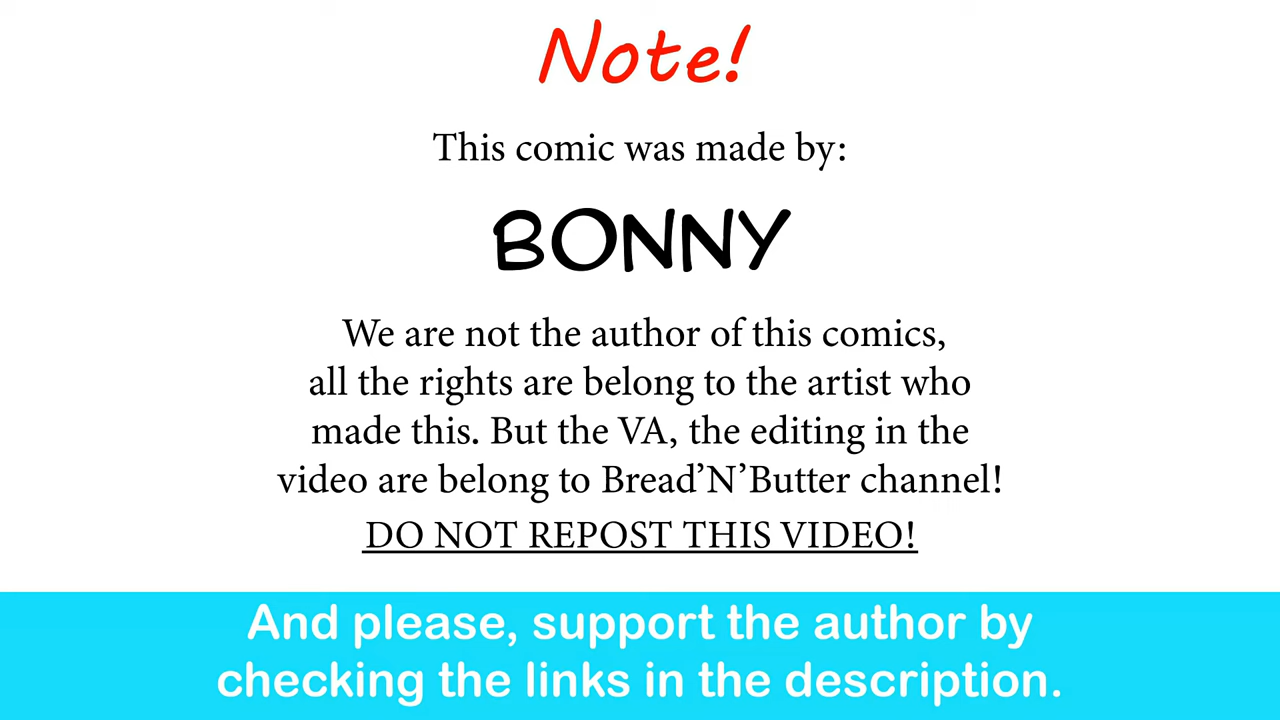 Note!
This comic was made by:
BONNY
We are not the author of this comics,
all the rights are belong to the artist who
made this. But the VA, the editing in the
video are belong to Bread’N’Butter channel!
DO NOT REPOST THIS VIDEO!
And please, support the author by
checking the links in the description.